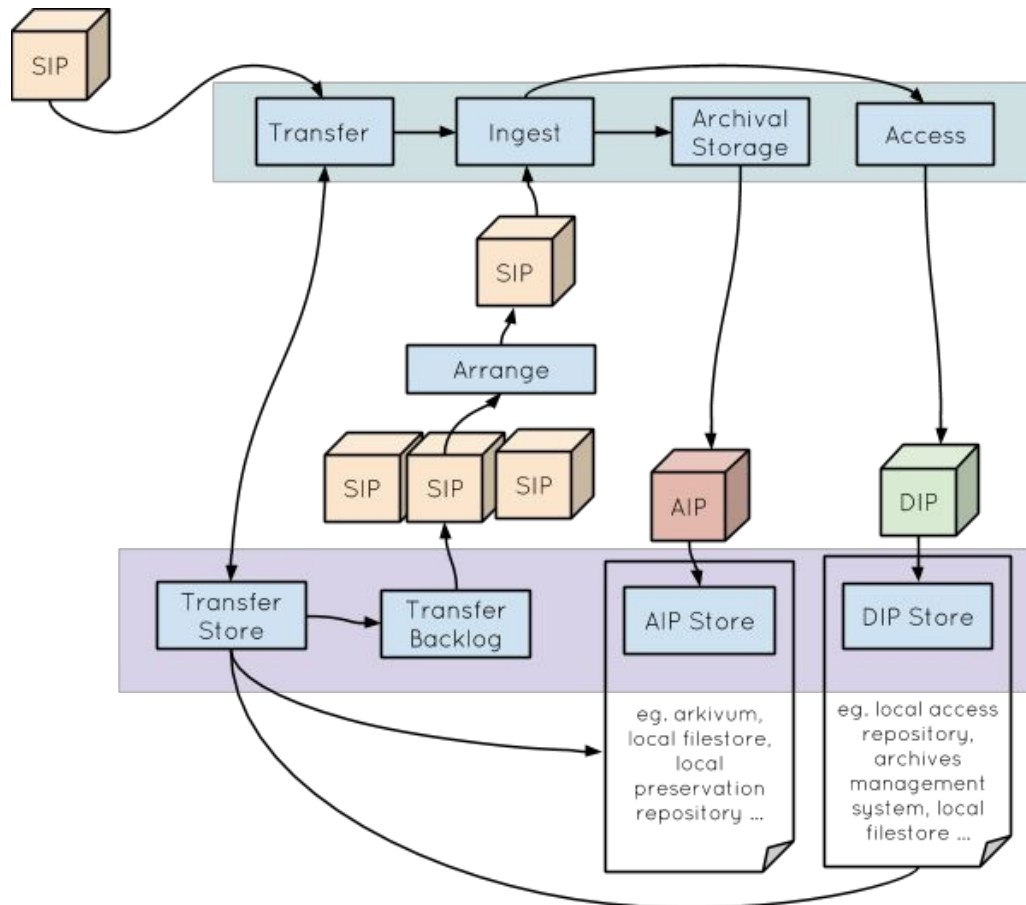 SIP
Transfer
Ingest
Archival
Storage
Access
SIP
Arrange
SIP
SIP
SIP
AIP
DIP
Transfer
Store
Transfer
Backlog
AIP Store
DIP Store
eg. arkivum,
local filestore,
local
preservation
repository ...
eg. local access
repository,
archives
management
system, local
filestore ...